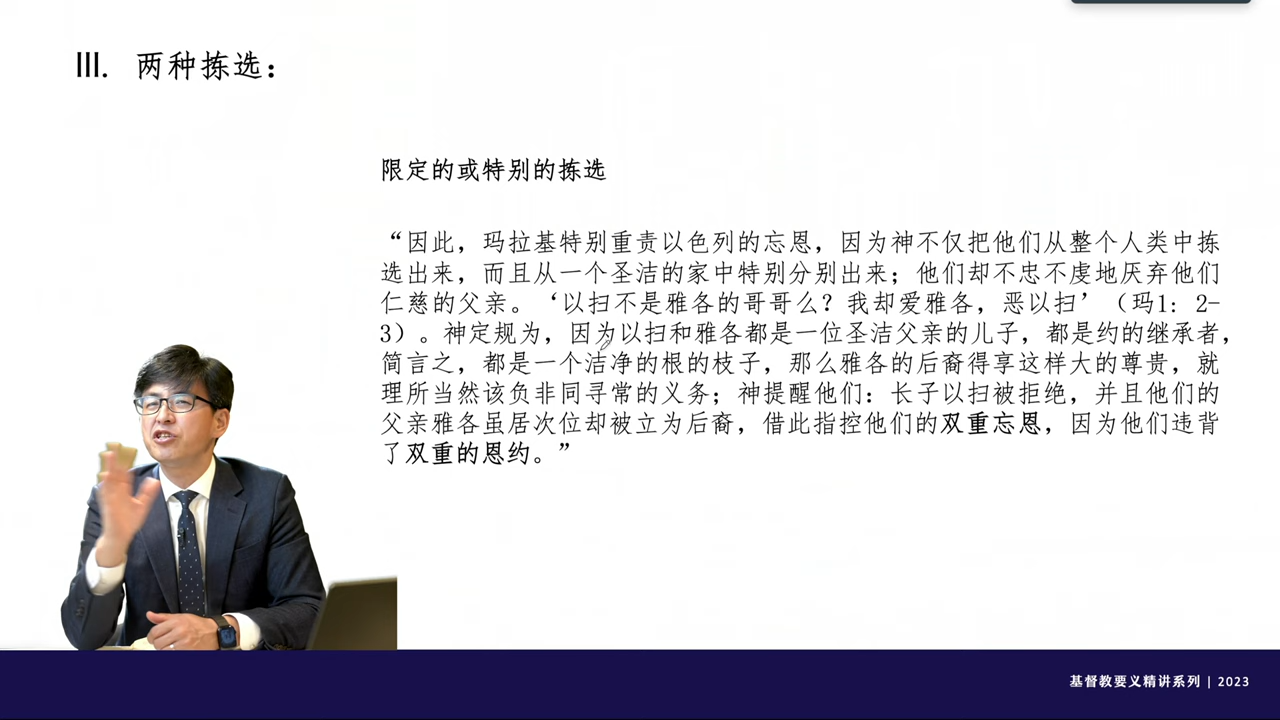 III. 两种拣选：
限定的或特别的拣选
“因此，玛拉基特别重责以色列的忘恩，因为神不仅把他们从整个人类中拣
选出来，而且从一个圣洁的家中特别分别出来；他们却不忠不虔地厌弃他们
仁慈的父亲。‘以扫不是雅各的哥哥么？我却爱雅各，恶以扫’（玛1：2-
3）。神定规为，因为以扫和雅各都是一位圣洁父亲的儿子，都是约的继承者，
简言之，都是一个洁净的根的枝子，那么雅各的后裔得享这样大的尊贵，就
理所当然该负非同寻常的义务；神提醒他们：长子以扫被拒绝，并且他们的
父亲雅各虽居次位却被立为后裔，借此指控他们的双重忘恩，因为他们违背
了双重的恩约。”
基督教要义精讲系列 | 2023